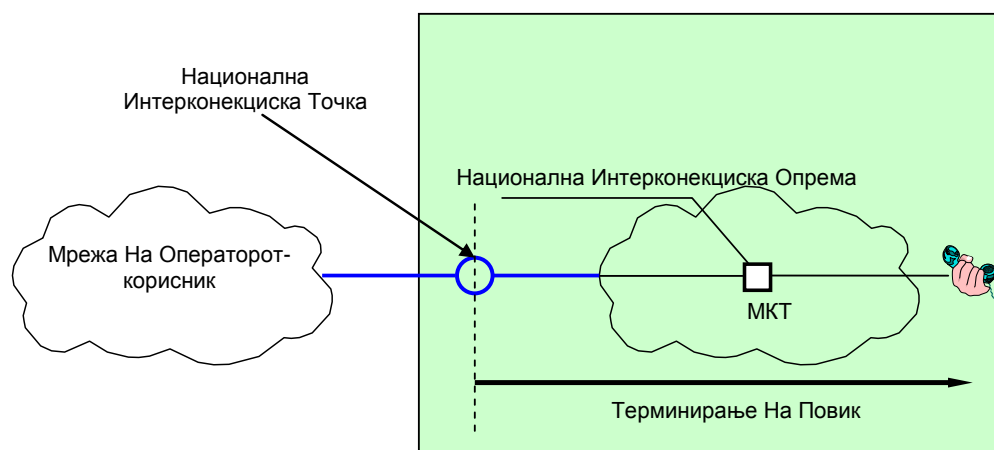 Национална
Интерконекциска Точка
Национална Интерконекциска Опрема
Мрежа На Операторот-
корисник
МКТ
Терминирање На Повик